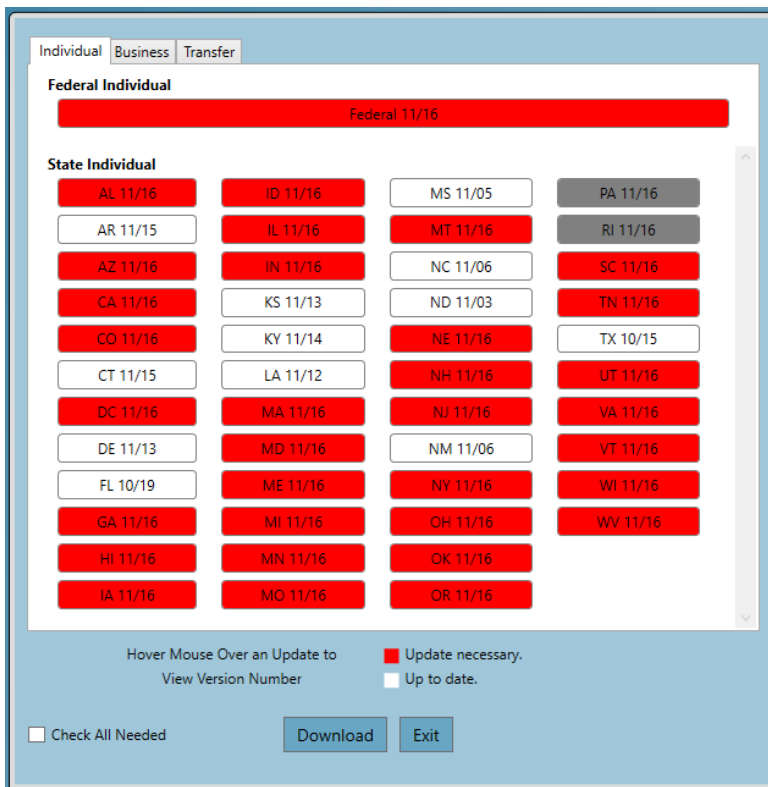 Individual Business Transfer
Federal Individual
Federal 11/16
State Individual
AL 11/16 ID 11/16 MS 11/05 PA 11/16
AR 11/15 IL 11/16 MT 11/16 RI 11/16
AZ 11/16 IN 11/16 NC 11/06 SC 11/16
CA 11/16 KS 11/13 ND 11/03 TN 11/16
CO 11/16 KY 11/14 NE 11/16 TX 10/15
CT 11/15 LA 11/12 NH 11/16 UT 11/16
DC 11/16 MA 11/16 NJ 11/16 VA 11/16
DE 11/13 MD 11/16 NM 11/06 VT 11/16
FL 10/19 ME 11/16 NY 11/16 WI 11/16
GA 11/16 MI 11/16 OH 11/16 WV 11/16
HI 11/16 MN 11/16 OK 11/16
IA 11/16 MO 11/16 OR 11/16
Hover Mouse Over an Update to Update necessary.
View Version Number Up to date.
Check All Needed Download Exit